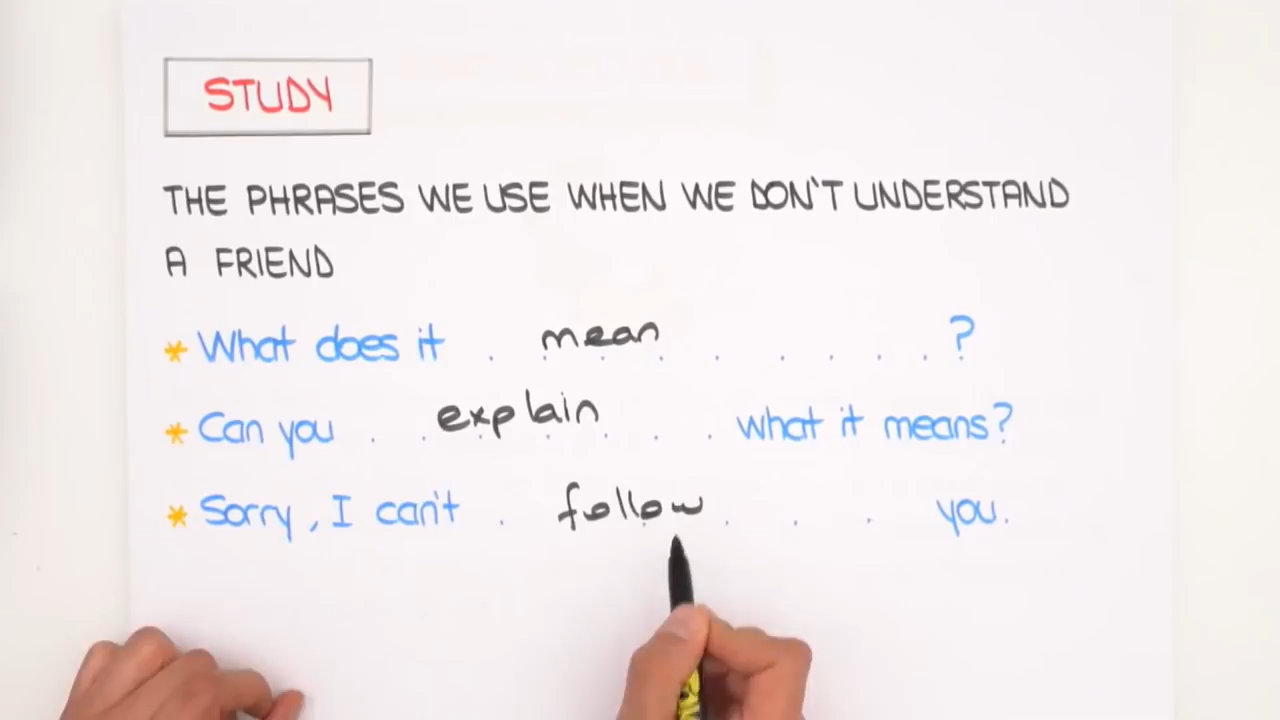 STUDY
THE PHRASES WE USE WHEN WE DON'T UNDERSTAND
A FRIEND
* What does it . mean . . . . . ?
* Can you . . explain . . . what it means?
* Sorry, I can't . follow . . . you.